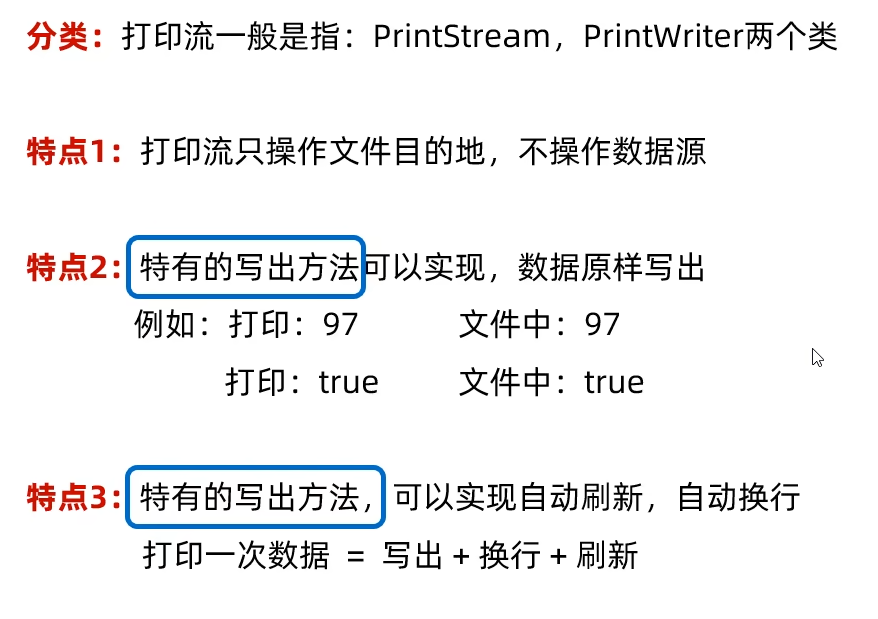 分类：打印流一般是指：PrintStream，PrintWriter两个类
特点1：打印流只操作文件目的地，不操作数据源
特点2：特有的写出方法可以实现，数据原样写出
例如：打印：97 文件中：97
打印：true 文件中：true
特点3：特有的写出方法，可以实现自动刷新，自动换行
打印一次数据 = 写出 + 换行 + 刷新